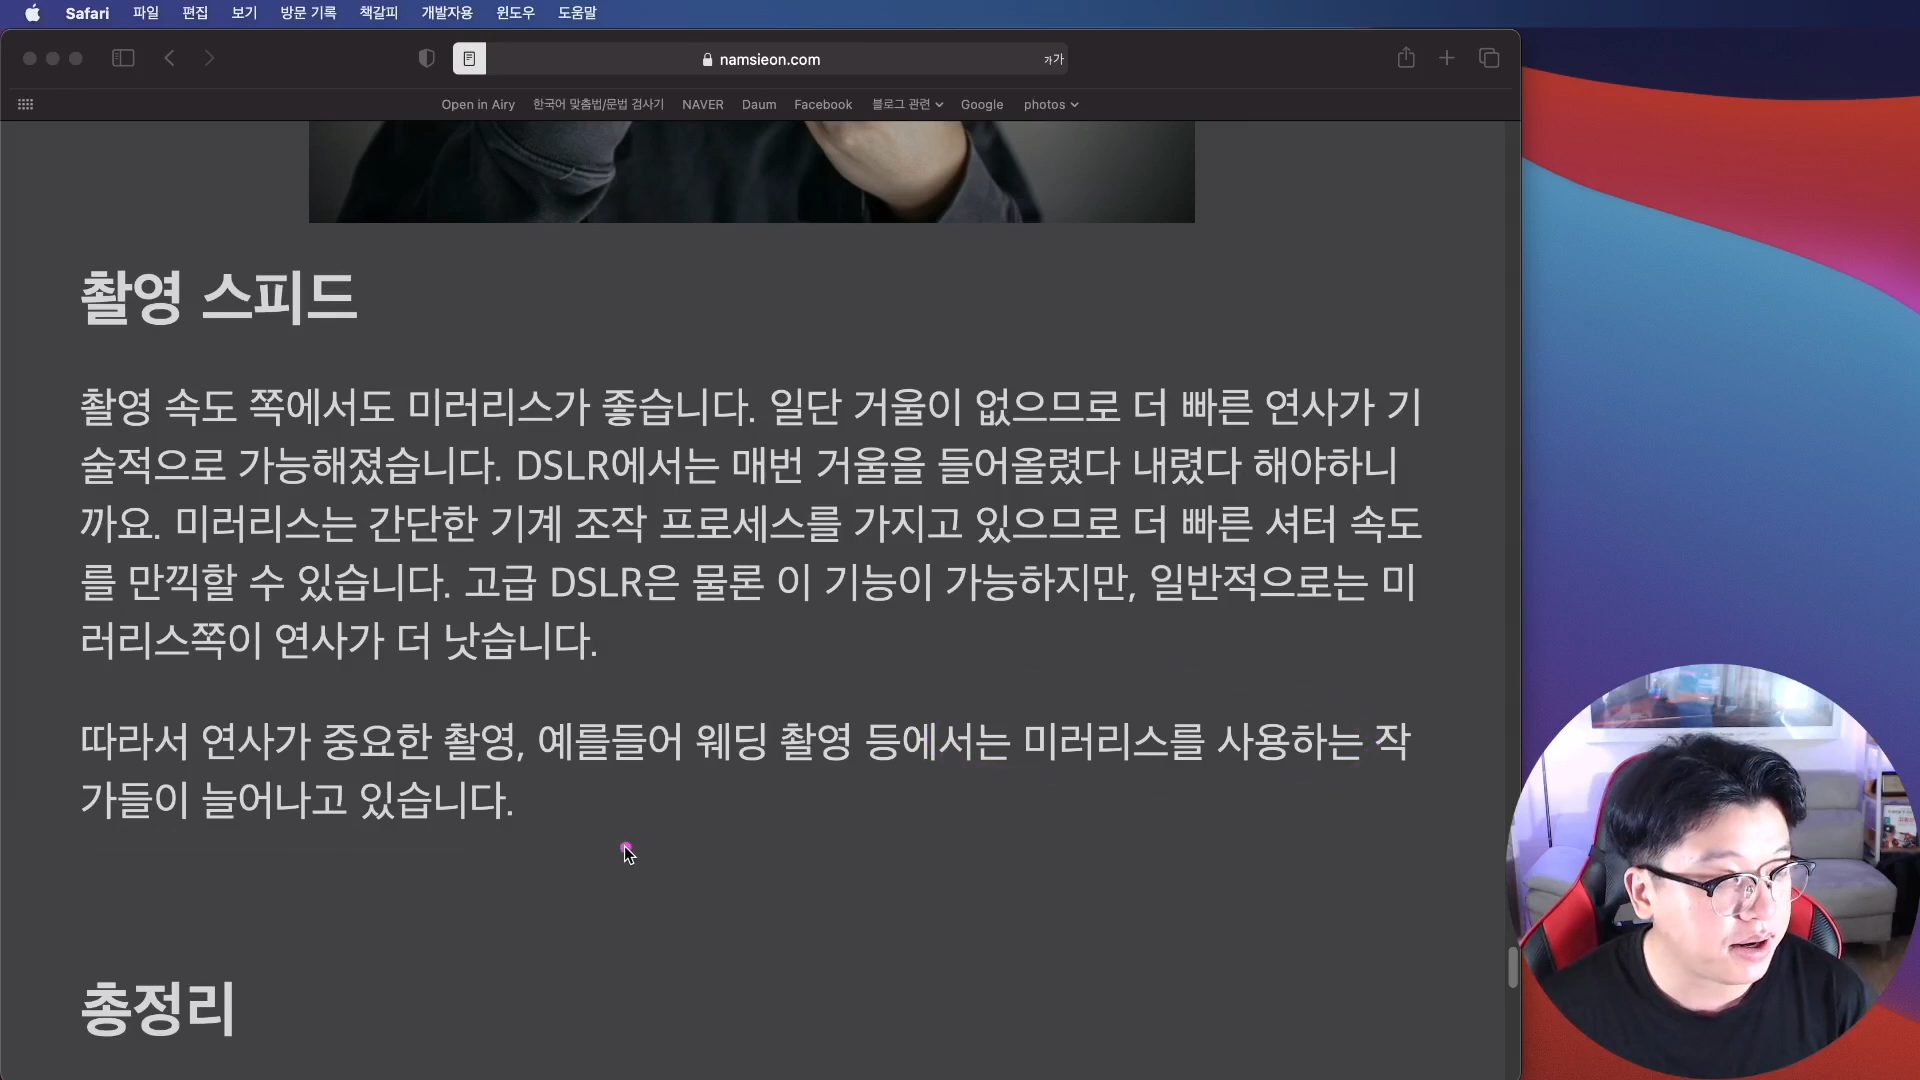 Safari 파일 편집 보기 방문 기록 책갈피 개발자용 윈도우 도움말
namsieon.com 가가
Open in Airy 한국어 맞춤법/문법 검사기 NAVER Daum Facebook 블로그 관련 Google photos
촬영 스피드
촬영 속도 쪽에서도 미러리스가 좋습니다. 일단 거울이 없으므로 더 빠른 연사가 기
술적으로 가능해졌습니다. DSLR에서는 매번 거울을 들어올렸다 내렸다 해야하니
까요. 미러리스는 간단한 기계 조작 프로세스를 가지고 있으므로 더 빠른 셔터 속도
를 만끽할 수 있습니다. 고급 DSLR은 물론 이 기능이 가능하지만, 일반적으로는 미
러리스쪽이 연사가 더 낫습니다.
따라서 연사가 중요한 촬영, 예를들어 웨딩 촬영 등에서는 미러리스를 사용하는 작
가들이 늘어나고 있습니다.
총정리